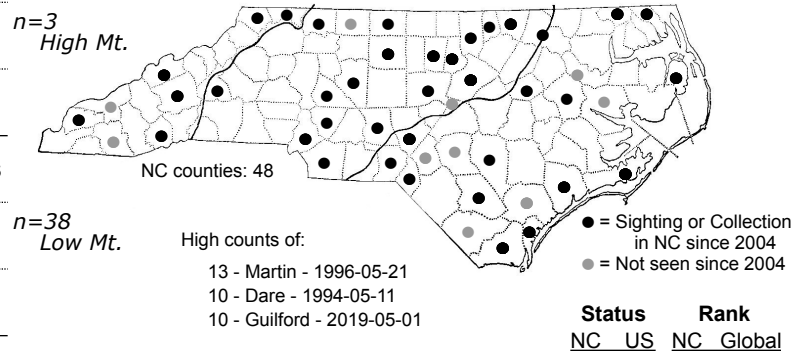 n=3
High Mt.
NC counties: 48
n=38
Low Mt.
High counts of:
13 - Martin - 1996-05-21
10 - Dare - 1994-05-11
10 - Guilford - 2019-05-01
= Sighting or Collection
in NC since 2004
= Not seen since 2004
Status Rank
NC US NC Global